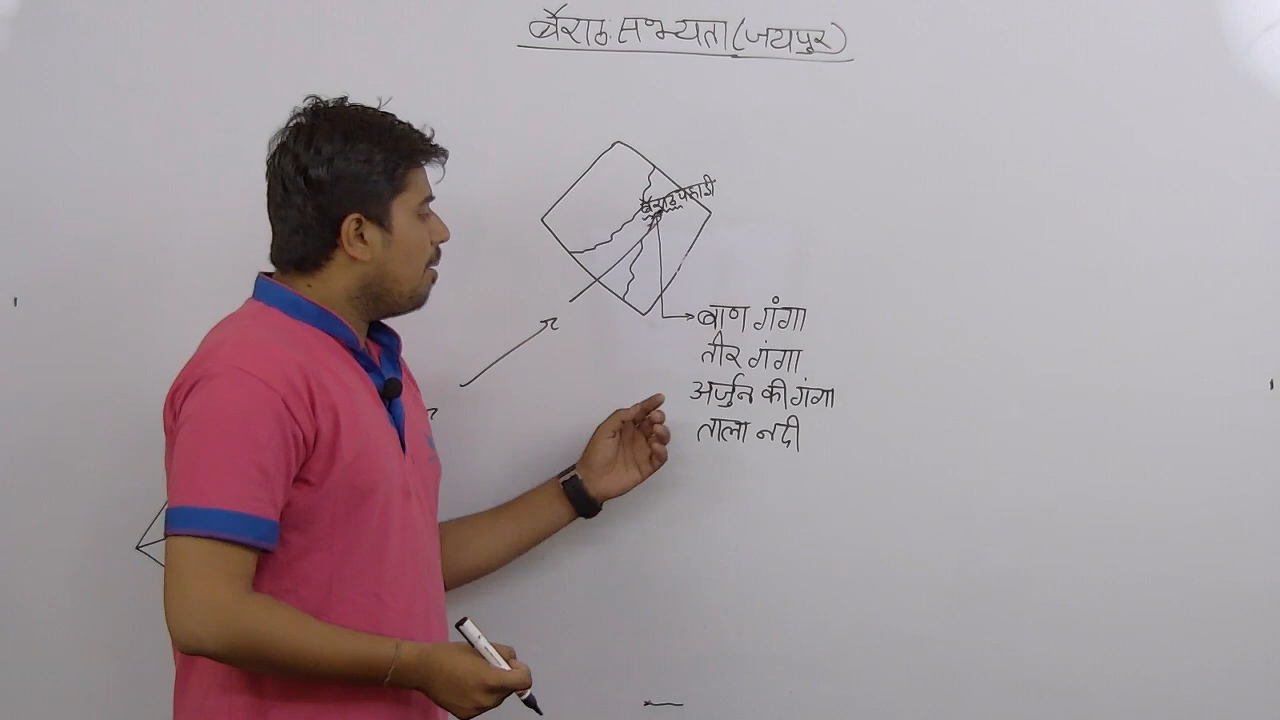 बैराठ सभ्यता (जयपुर)
बैराठ पहाडी
बाण गंगा
तीर गंगा
अर्जुन की गंगा
ताला नदी